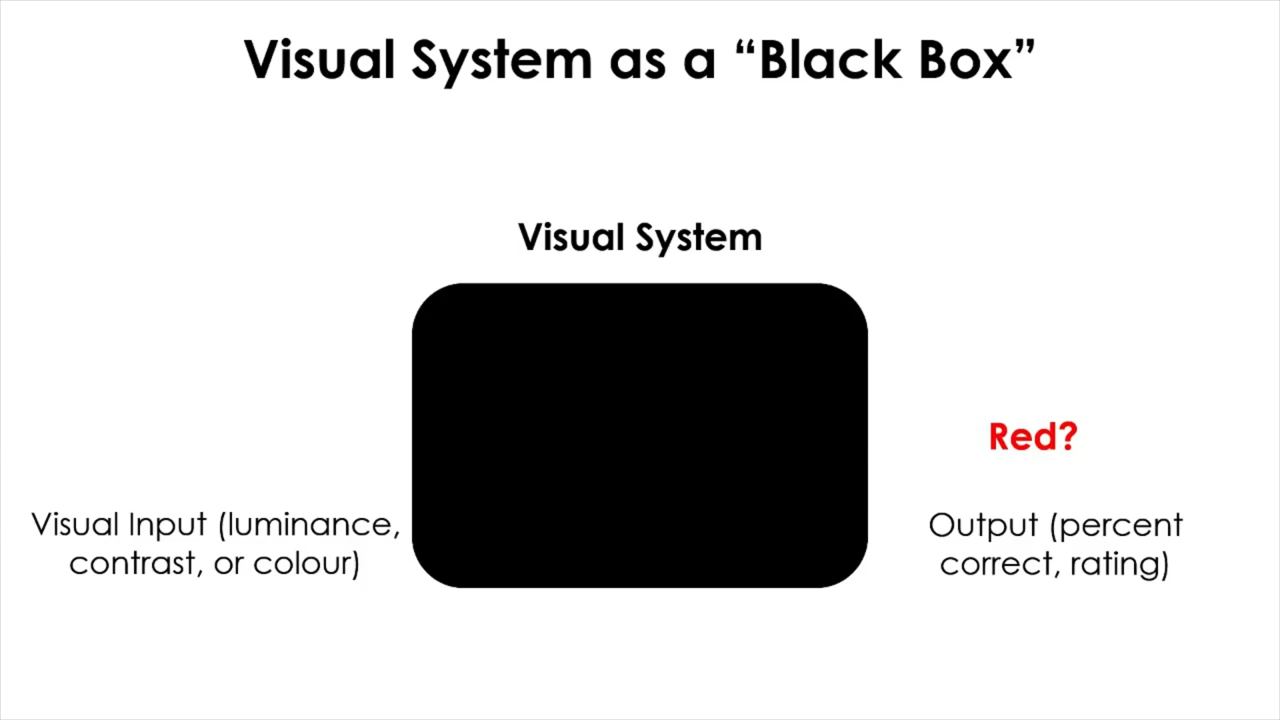 Visual System as a “Black Box”
Visual System
Red?
Visual Input (luminance,
contrast, or colour)
Output (percent
correct, rating)